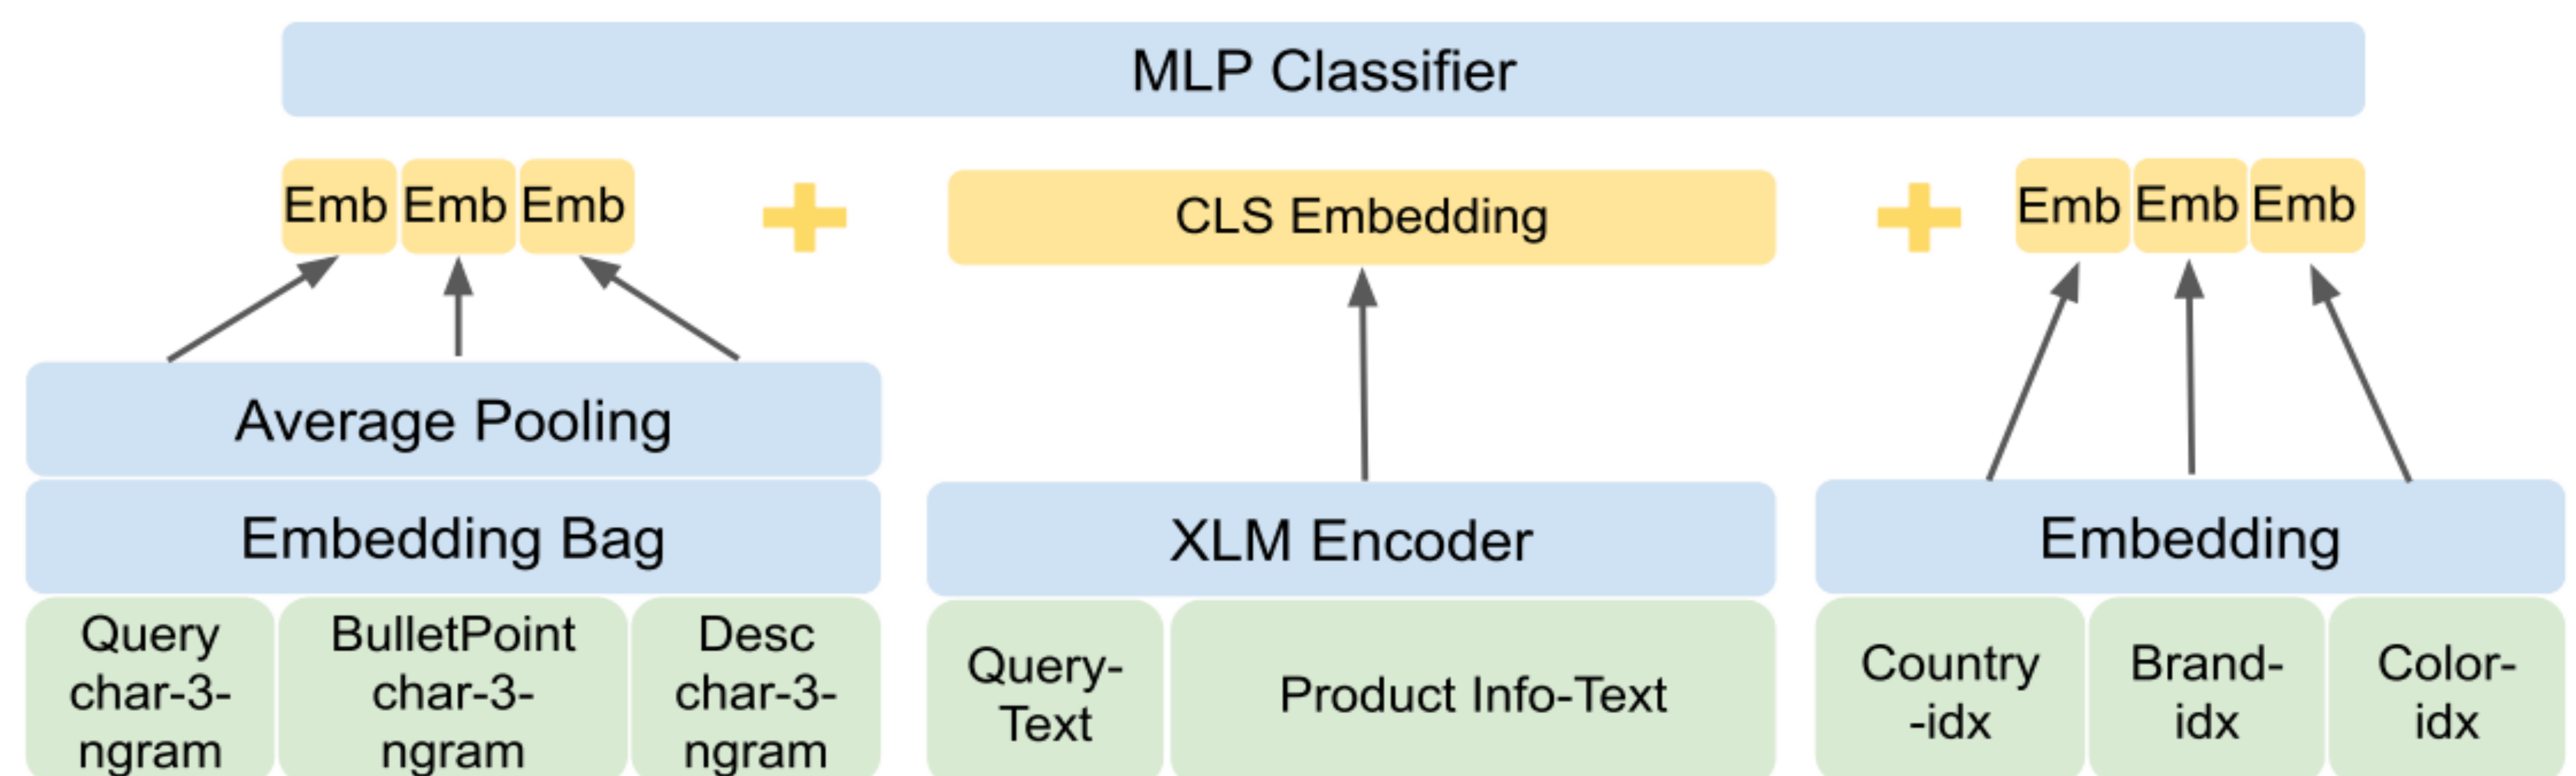 MLP Classifier
Emb Emb Emb
CLS Embedding
Emb Emb Emb
Average Pooling
Embedding Bag
XLM Encoder
Embedding
Query
char-3-
ngram
BulletPoint
char-3-
ngram
Desc
char-3-
ngram
Query-
Text
Product Info-Text
Country
-idx
Brand-
idx
Color-
idx